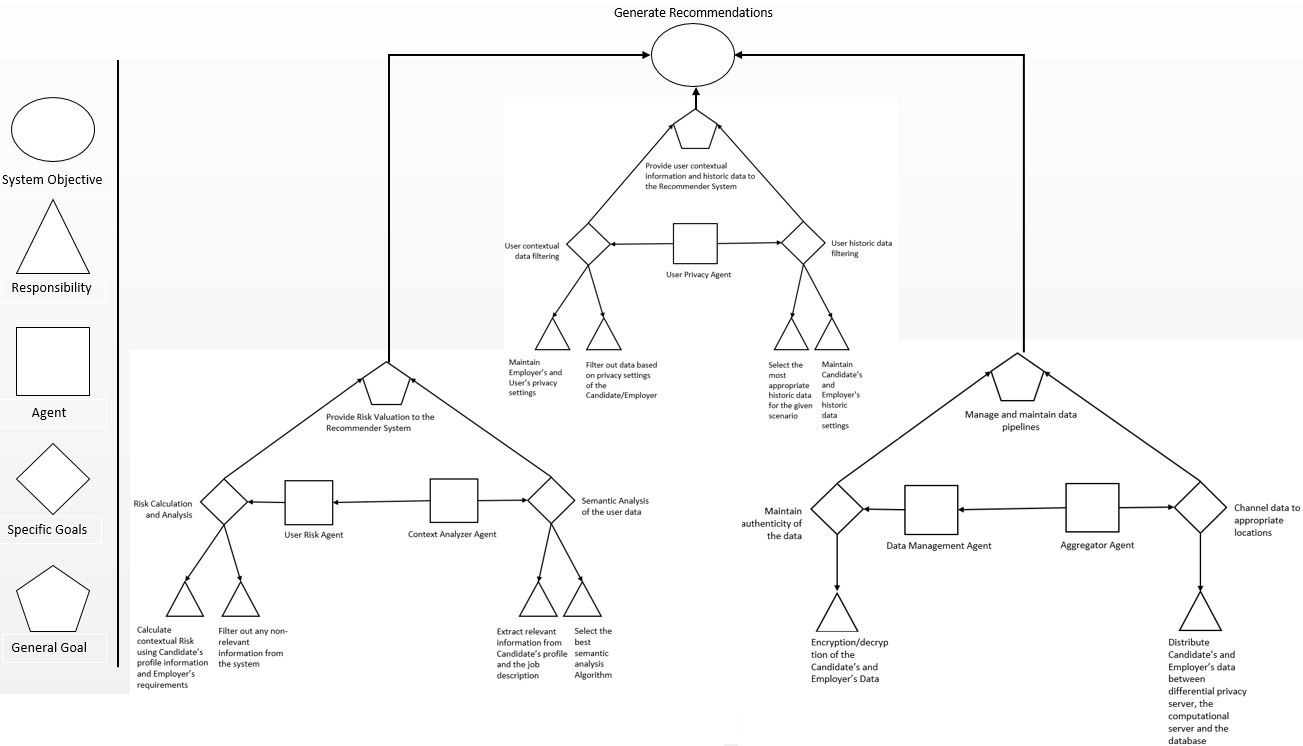 Generate Recommendations
System Objective
Responsibility
Agent
Specific Goals
General Goal
Provide user contextual
information and historic data to
the Recommender System
User contextual
data filtering
User Privacy Agent
User historic data
filtering
Maintain
Employer's and
User's privacy
settings
Filter out data based
on privacy settings
of the
Candidate/Employer
Select the
most
appropriate
historic data
for the given
scenario
Maintain
Candidate's
and
Employer's
historic
data
settings
Provide Risk Valuation to the
Recommender System
Risk Calculation
and Analysis
User Risk Agent
Context Analyzer Agent
Semantic Analysis
of the user data
Calculate
contextual Risk
using Candidate's
profile information
and Employer's
requirements
Filter out any non-
relevant
information from
the system
Extract relevant
information from
Candidate's profile
and the job
description
Select the
best
semantic
analysis
Algorithm
Manage and maintain data
pipelines
Maintain
authenticity of
the data
Data Management Agent
Aggregator Agent
Channel data to
appropriate
locations
Encryption/decryp
tion of the
Candidate's and
Employer's Data
Distribute
Candidate's and
Employer's data
between
differential privacy
server, the
computational
server and the
database